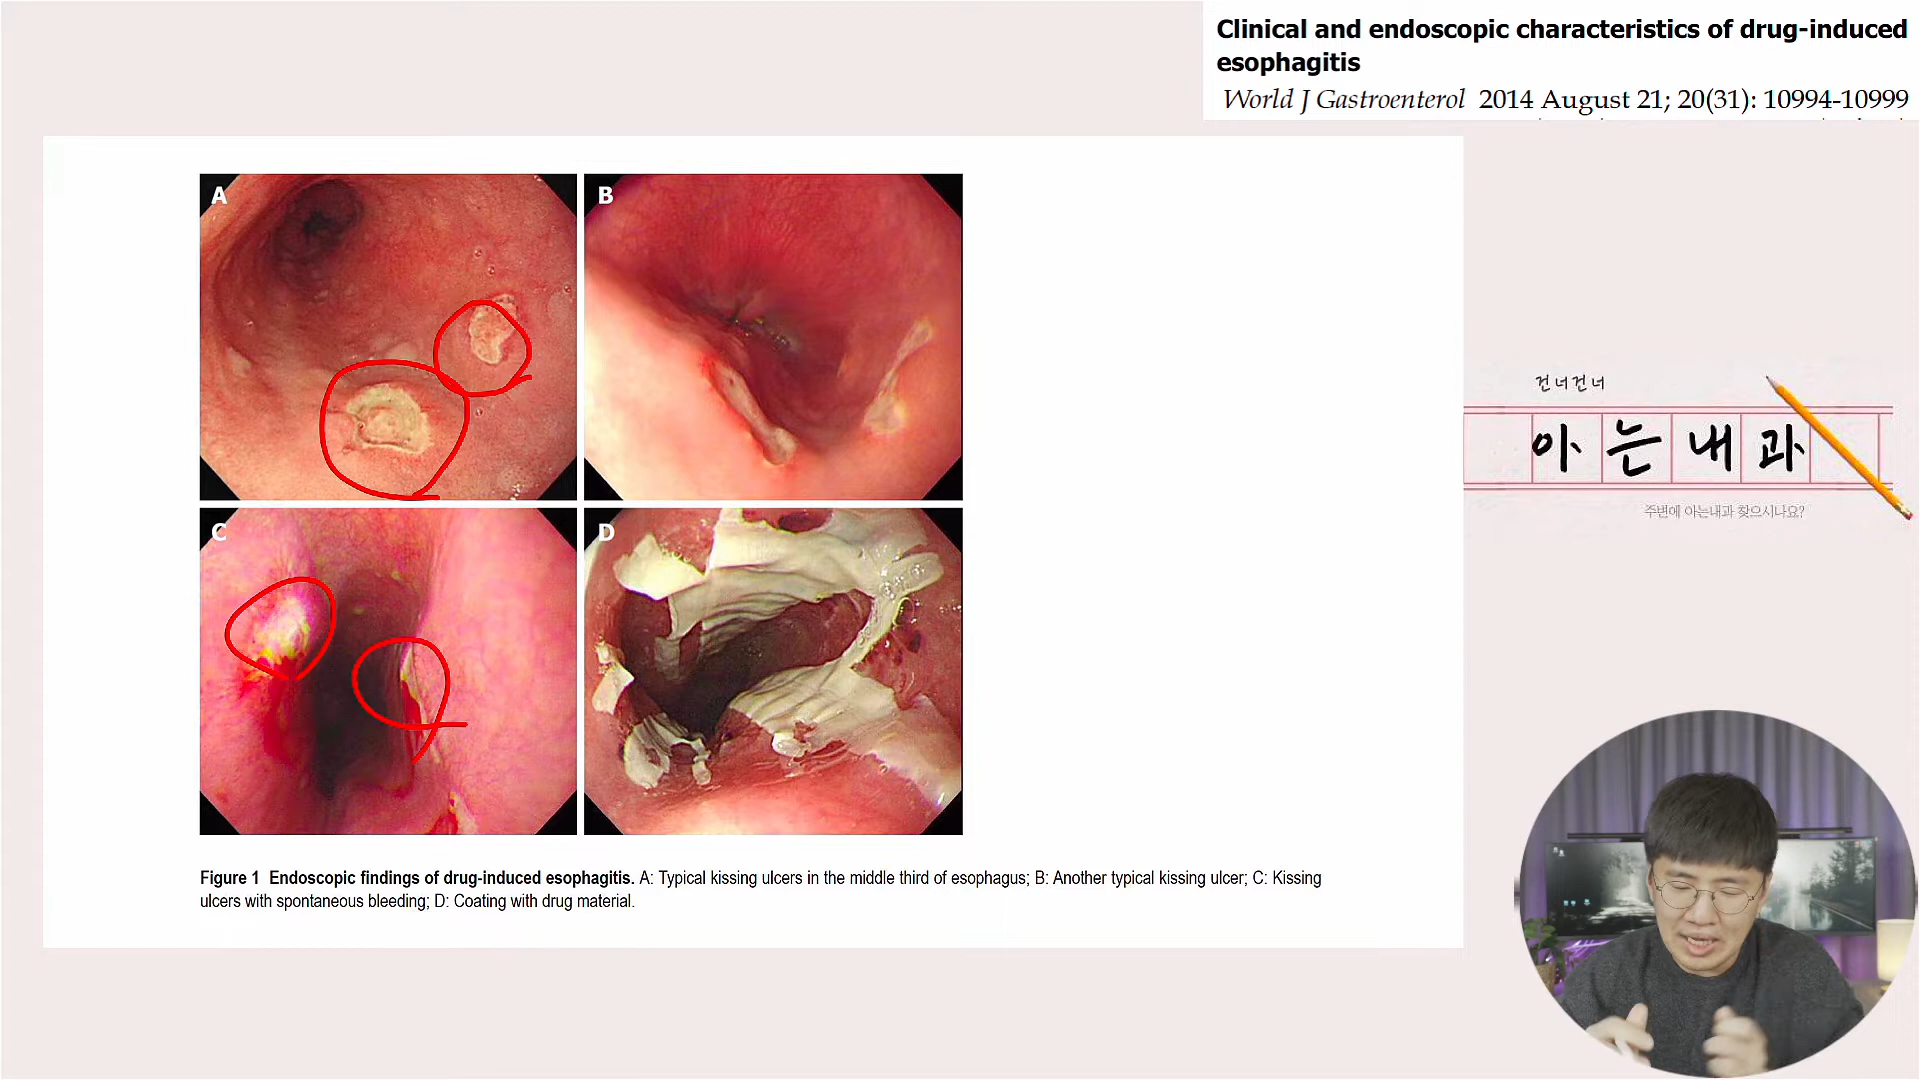 Clinical and endoscopic characteristics of drug-induced
esophagitis
World J Gastroenterol 2014 August 21; 20(31): 10994-10999
A
B
C
D
건너건너
아는내과
주변에 아는내과 찾으시나요?
Figure 1 Endoscopic findings of drug-induced esophagitis. A: Typical kissing ulcers in the middle third of esophagus; B: Another typical kissing ulcer; C: Kissing
ulcers with spontaneous bleeding; D: Coating with drug material.